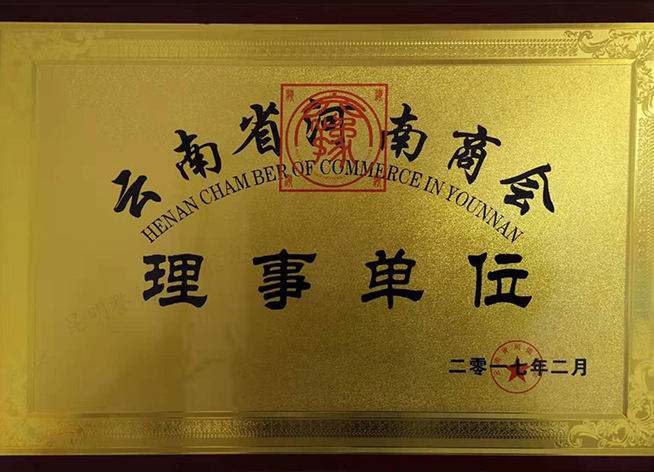 云南省河南商会
HENAN CHAMBER OF COMMERCE IN YOUNNAN
理事单位
二零一七年二月